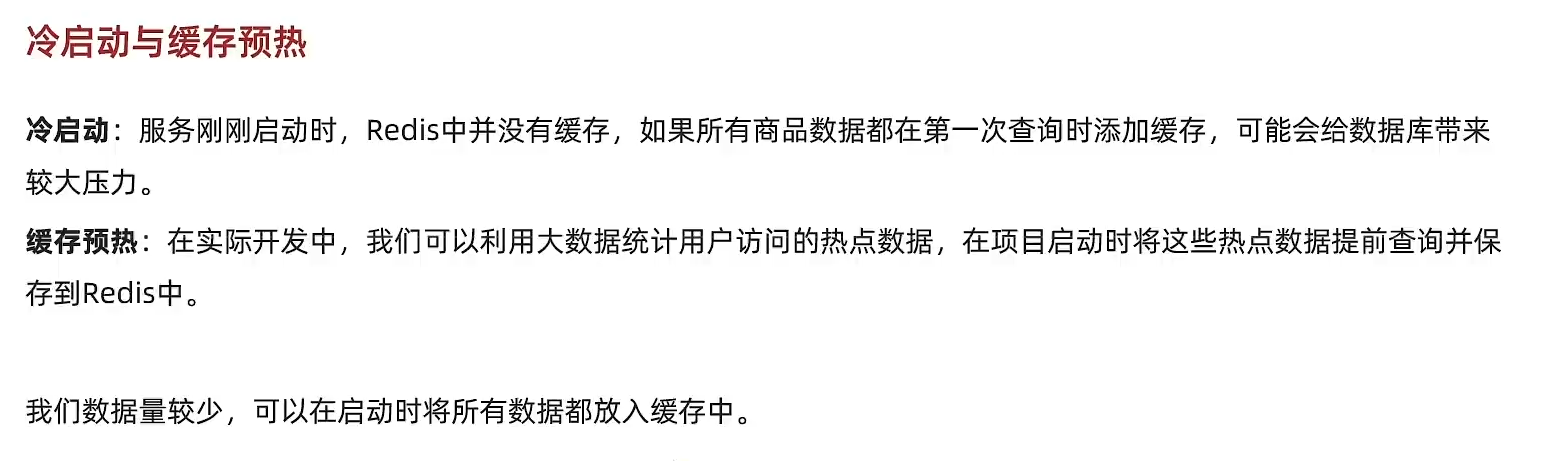 冷启动与缓存预热
冷启动：服务刚刚启动时，Redis中并没有缓存，如果所有商品数据都在第一次查询时添加缓存，可能会给数据库带来
较大压力。
缓存预热：在实际开发中，我们可以利用大数据统计用户访问的热点数据，在项目启动时将这些热点数据提前查询并保
存到Redis中。
我们数据量较少，可以在启动时将所有数据都放入缓存中。